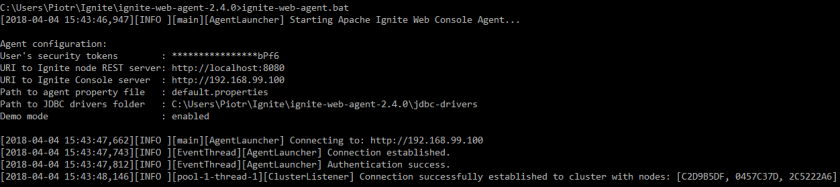 C:\Users\Piotr\Ignite\ignite-web-agent-2.4.0>ignite-web-agent.bat
[2018-04-04 15:43:46,947][INFO ][main][AgentLauncher] Starting Apache Ignite Web Console Agent...
Agent configuration:
User's security tokens : ****************bPf6
URI to Ignite node REST server: http://localhost:8080
URI to Ignite Console server : http://192.168.99.100
Path to agent property file : default.properties
Path to JDBC drivers folder : C:\Users\Piotr\Ignite\ignite-web-agent-2.4.0\jdbc-drivers
Demo mode : enabled
[2018-04-04 15:43:47,662][INFO ][main][AgentLauncher] Connecting to: http://192.168.99.100
[2018-04-04 15:43:47,743][INFO ][EventThread][AgentLauncher] Connection established.
[2018-04-04 15:43:47,812][INFO ][EventThread][AgentLauncher] Authentication success.
[2018-04-04 15:43:48,146][INFO ][pool-1-thread-1][ClusterListener] Connection successfully established to cluster with nodes: [C2D9B5DF, 0457C37D, 2C5222A6]